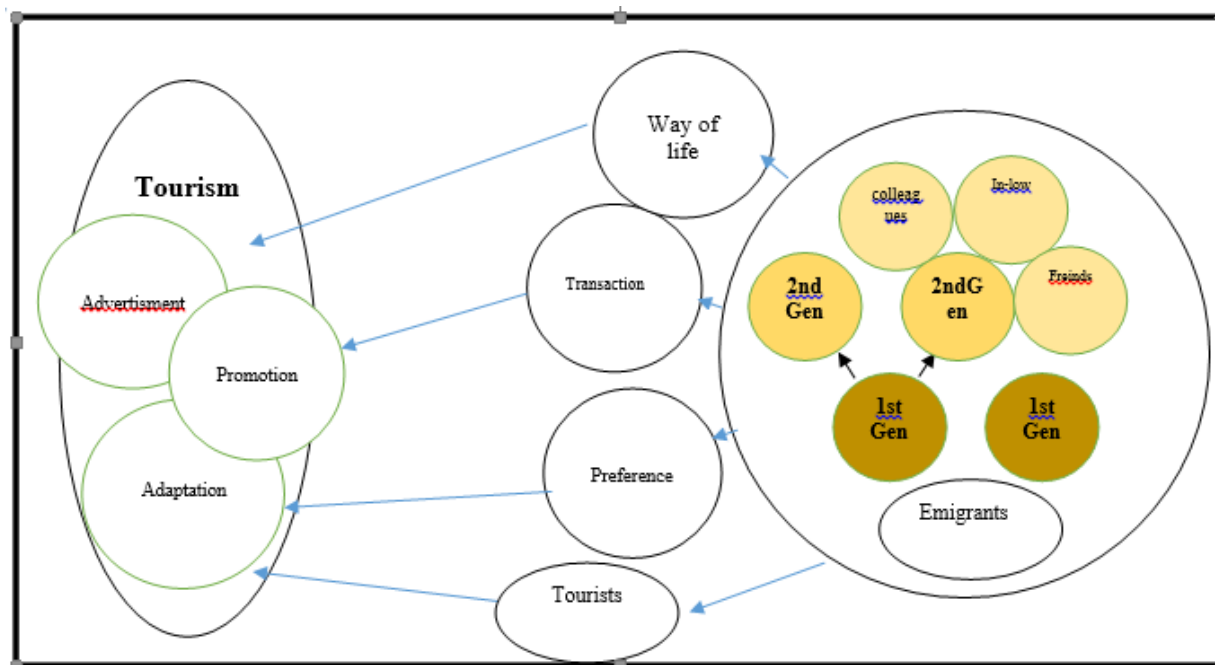 Tourism
Advertisment
Promotion
Adaptation
Way of
life
Transaction
Preference
Tourists
colleag
ues
In-low
Frainds
2nd
Gen
2ndG
en
1st
Gen
1st
Gen
Emigrants